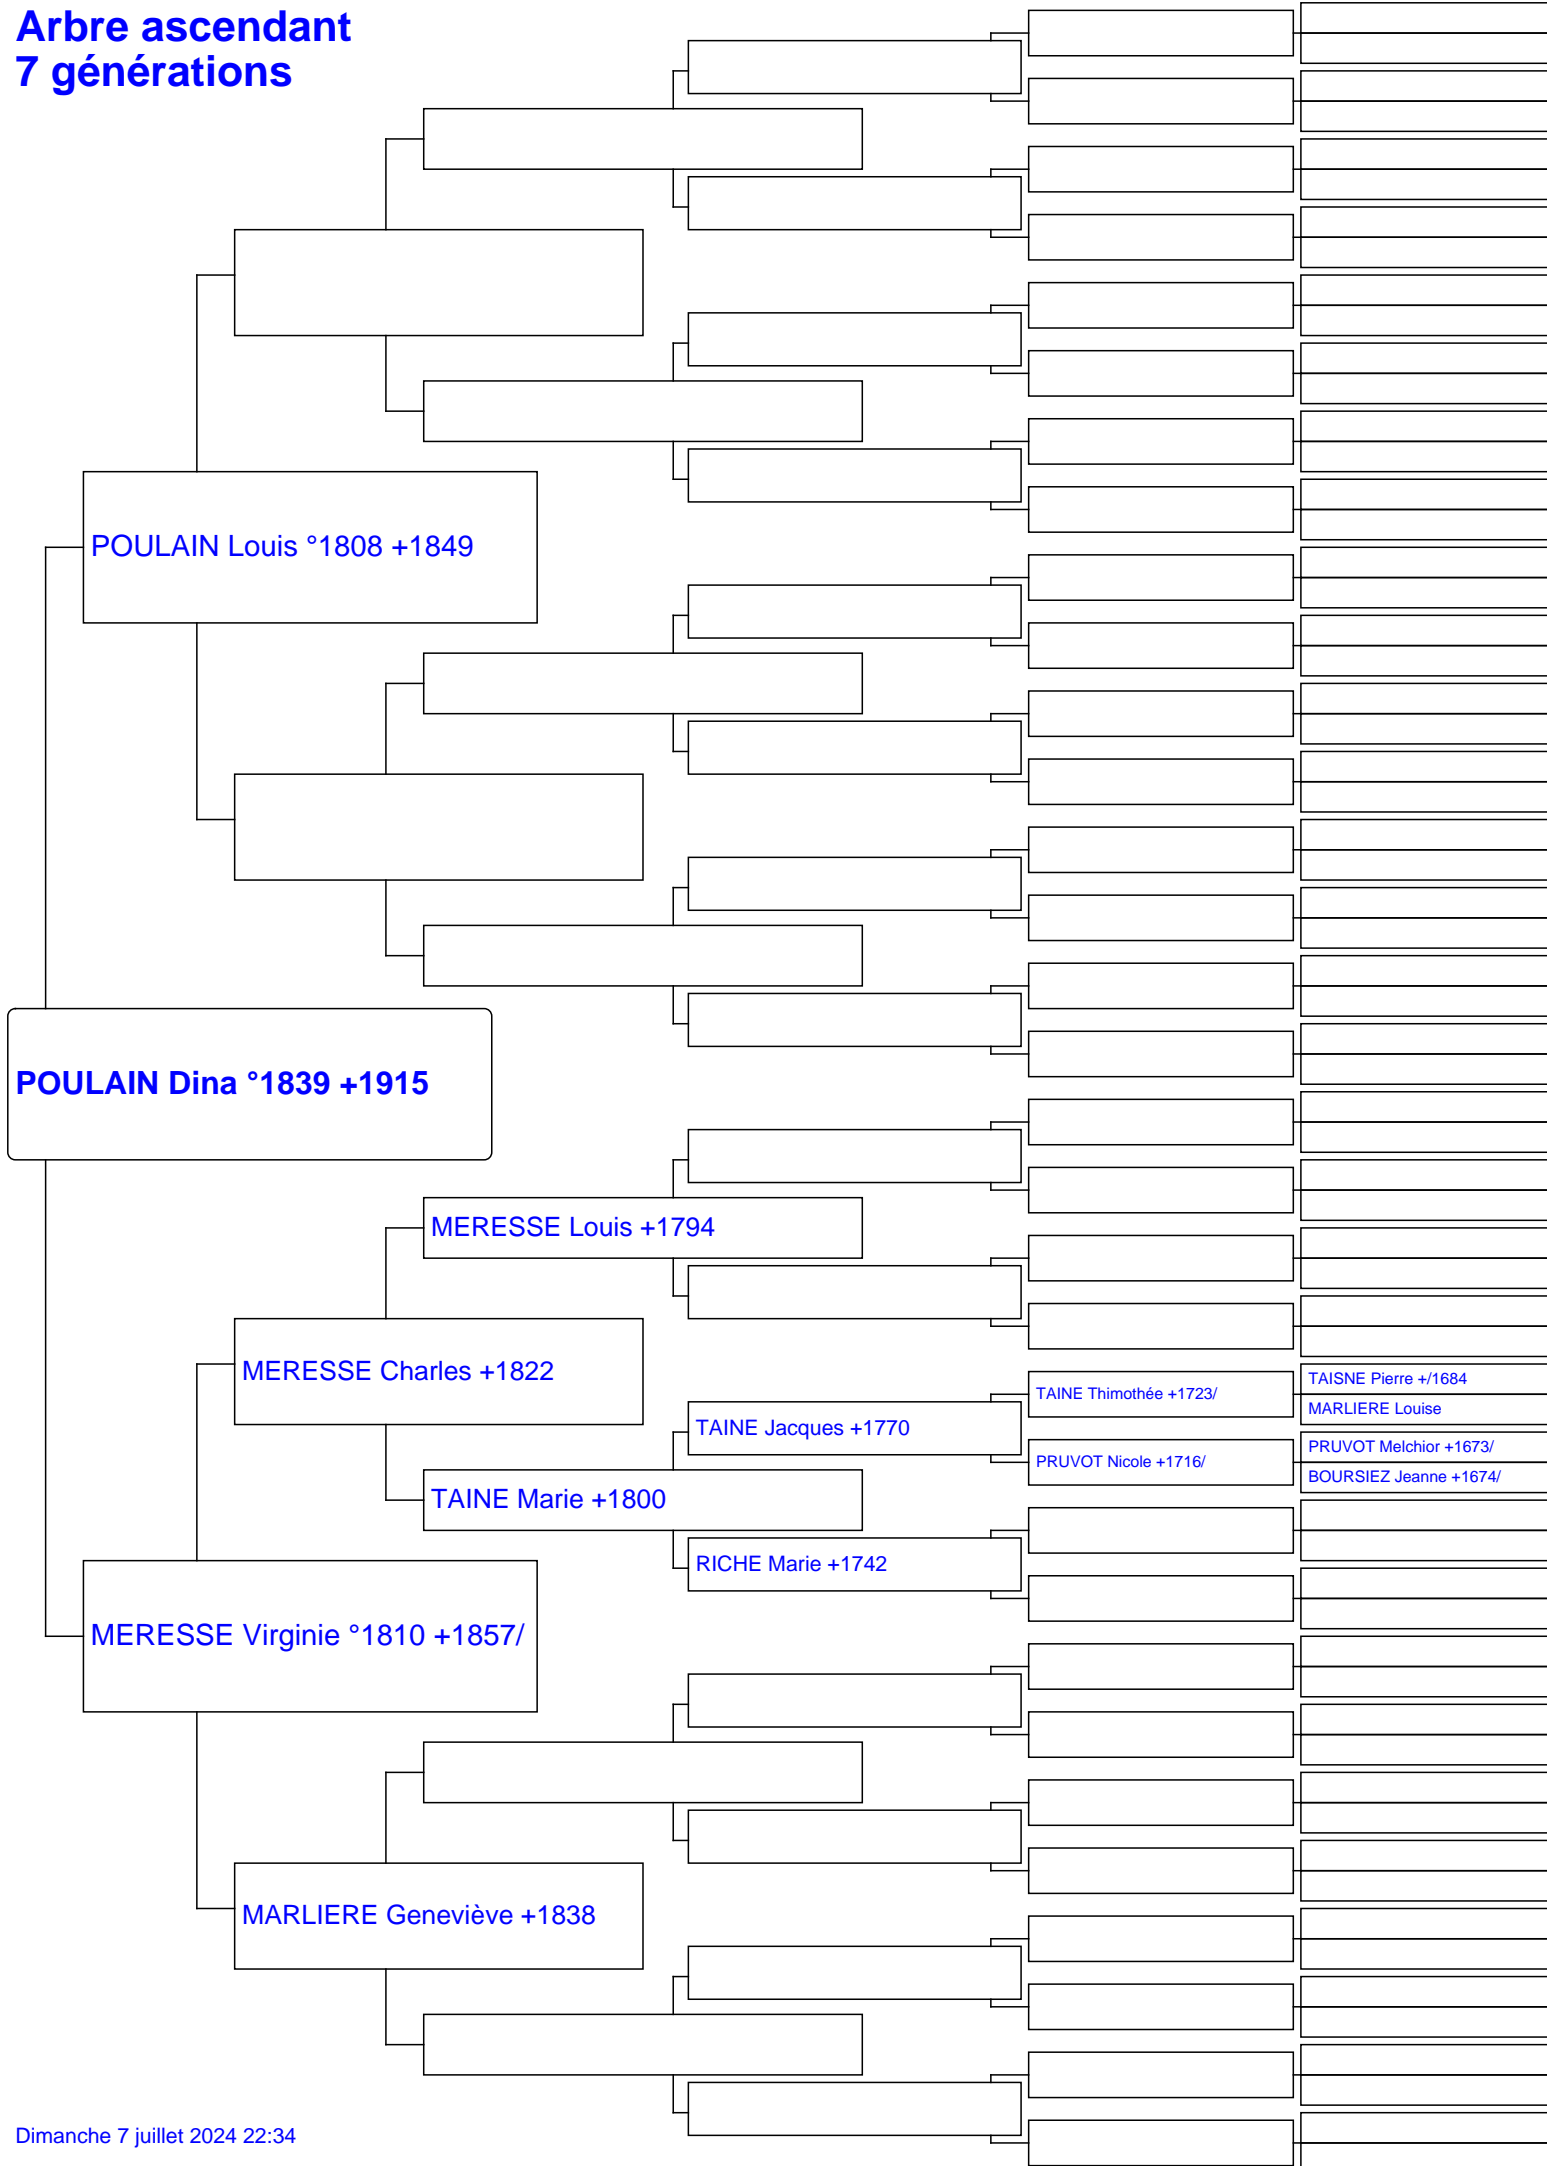 Arbre ascendant
7 générations
POULAIN Louis °1808 +1849
POULAIN Dina °1839 +1915
MERESSE Louis +1794
MERESSE Charles +1822
TAISNE Pierre +/1684
TAINE Thimothée +1723/
MARLIERE Louise
TAINE Jacques +1770
PRUVOT Melchior +1673/
PRUVOT Nicole +1716/
BOURSIEZ Jeanne +1674/
TAINE Marie +1800
RICHE Marie +1742
MERESSE Virginie °1810 +1857/
MARLIERE Geneviève +1838
Dimanche 7 juillet 2024 22:34